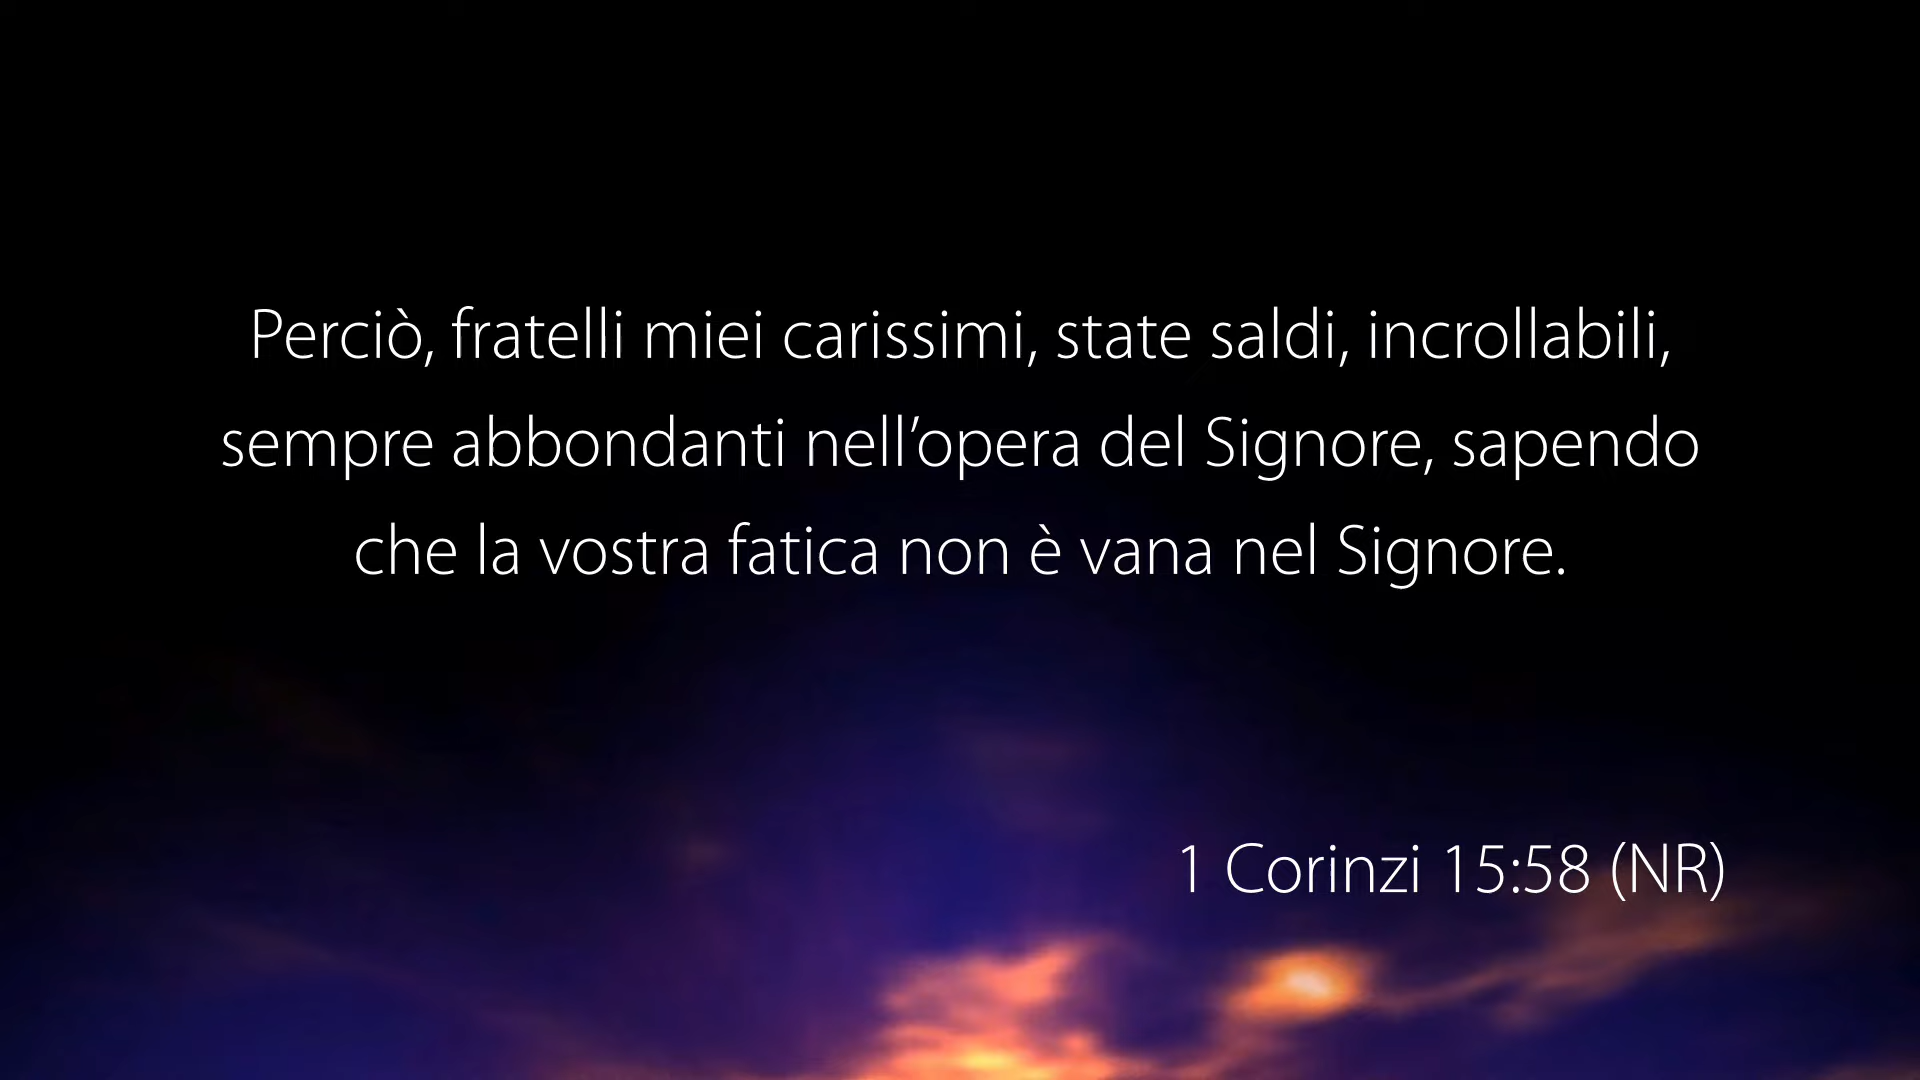 Perciò, fratelli miei carissimi, state saldi, incrollabili,
sempre abbondanti nell’opera del Signore, sapendo
che la vostra fatica non è vana nel Signore.
1 Corinzi 15:58 (NR)